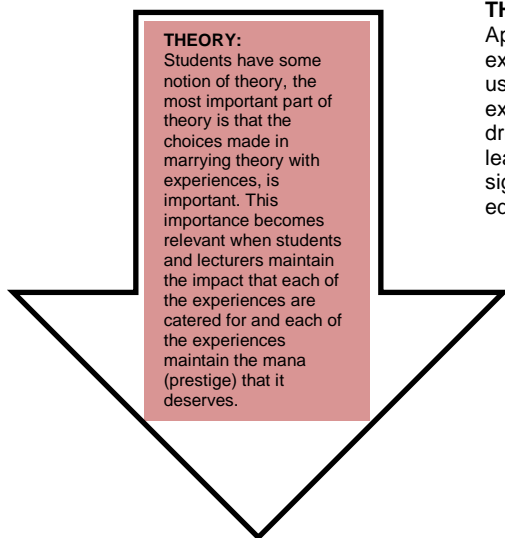 THEORY:
Students have some
notion of theory, the
most important part of
theory is that the
choices made in
marrying theory with
experiences, is
important. This
importance becomes
relevant when students
and lecturers maintain
the impact that each of
the experiences are
catered for and each of
the experiences
maintain the mana
(prestige) that it
deserves.